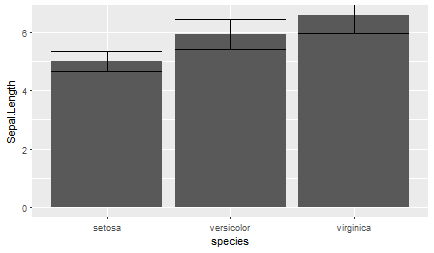 Sepal.Length
6
4
2
0
setosa
versicolor
virginica
species